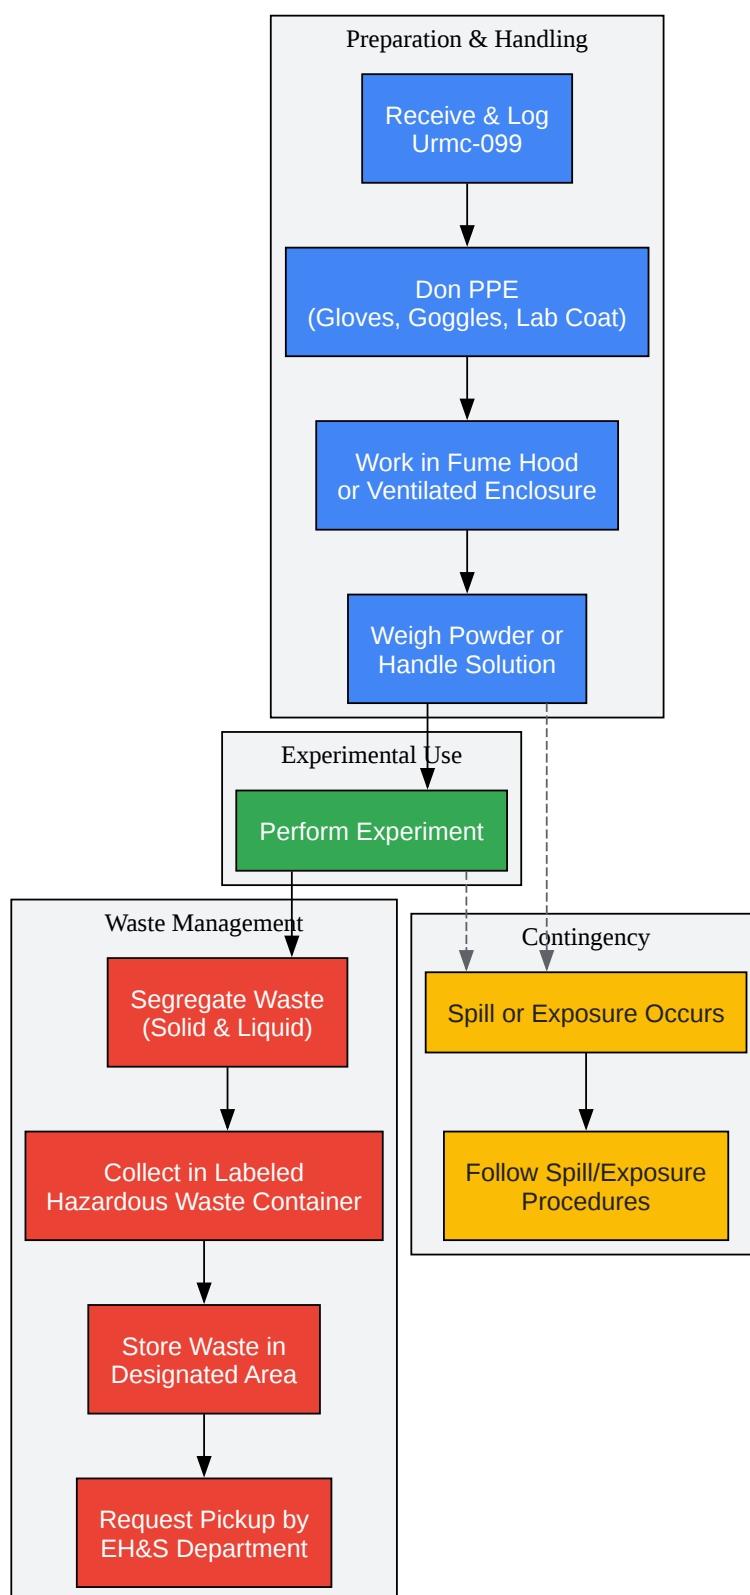 Preparation & Handling
Receive & Log
Urmc-099
Don PPE
(Gloves, Goggles, Lab Coat)
Work in Fume Hood
or Ventilated Enclosure
Weigh Powder or
Handle Solution
Experimental Use
Perform Experiment
Waste Management
Segregate Waste
(Solid & Liquid)
Collect in Labeled
Hazardous Waste Container
Store Waste in
Designated Area
Request Pickup by
EH&S Department
Contingency
Spill or Exposure Occurs
Follow Spill/Exposure
Procedures